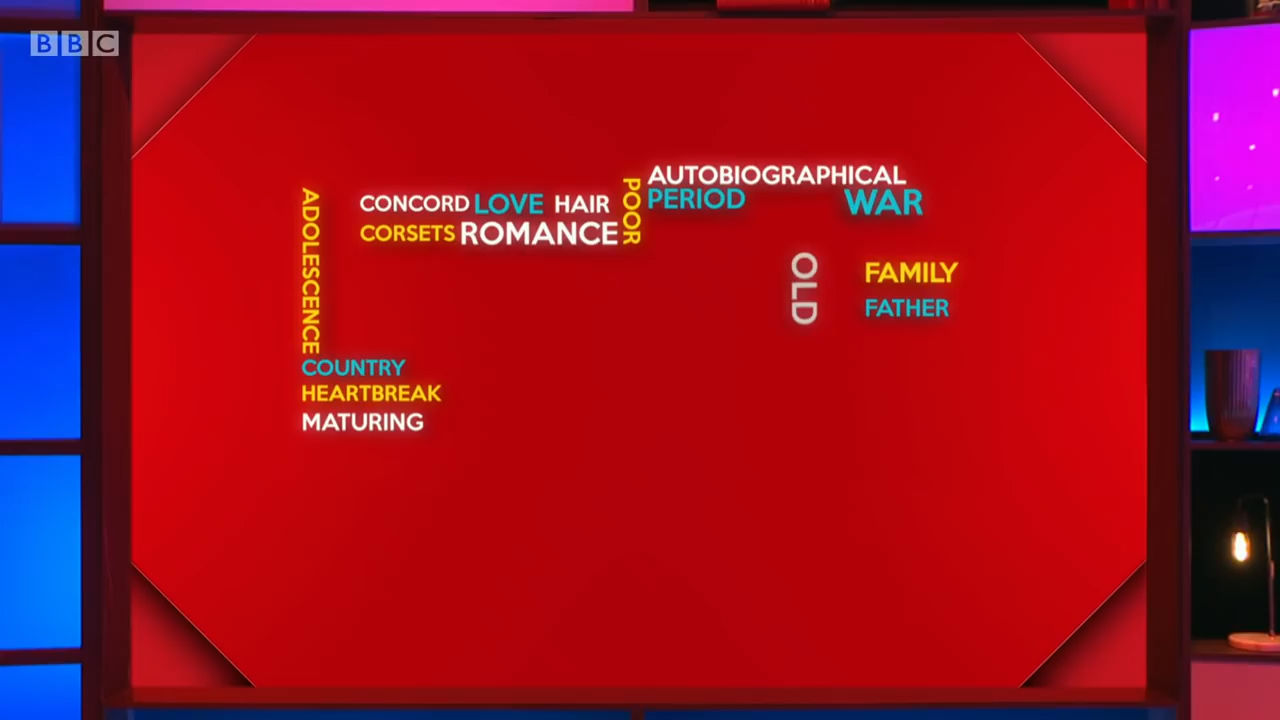 BBC
AUTOBIOGRAPHICAL
ADOLESCENCE
CONCORD LOVE HAIR
POOR
PERIOD
WAR
CORSETS ROMANCE
OLD
FAMILY
FATHER
COUNTRY
HEARTBREAK
MATURING